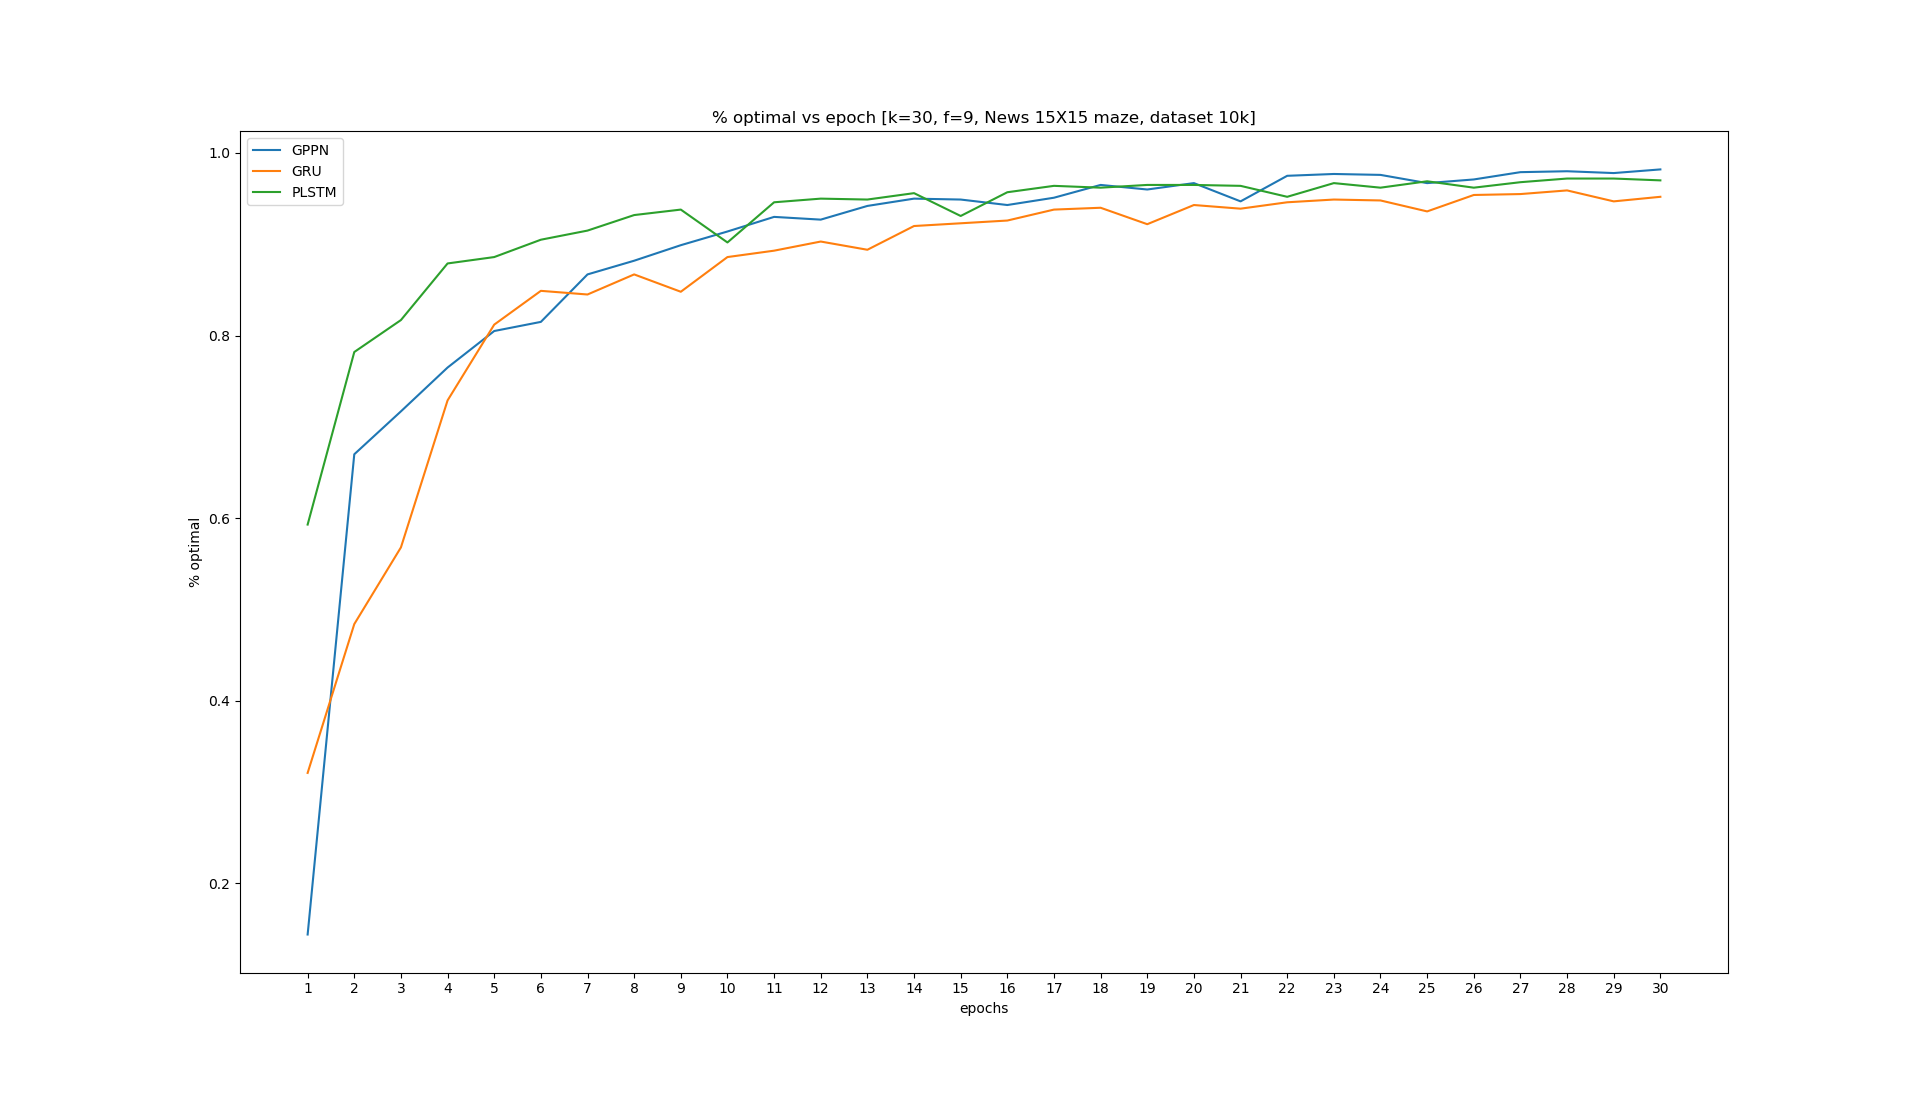 % optimal vs epoch [k=30, f=9, News 15X15 maze, dataset 10k]
GPPN
GRU
PLSTM
1.0
0.8
0.6
0.4
0.2
% optimal
1 2 3 4 5 6 7 8 9 10 11 12 13 14 15 16 17 18 19 20 21 22 23 24 25 26 27 28 29 30
epochs